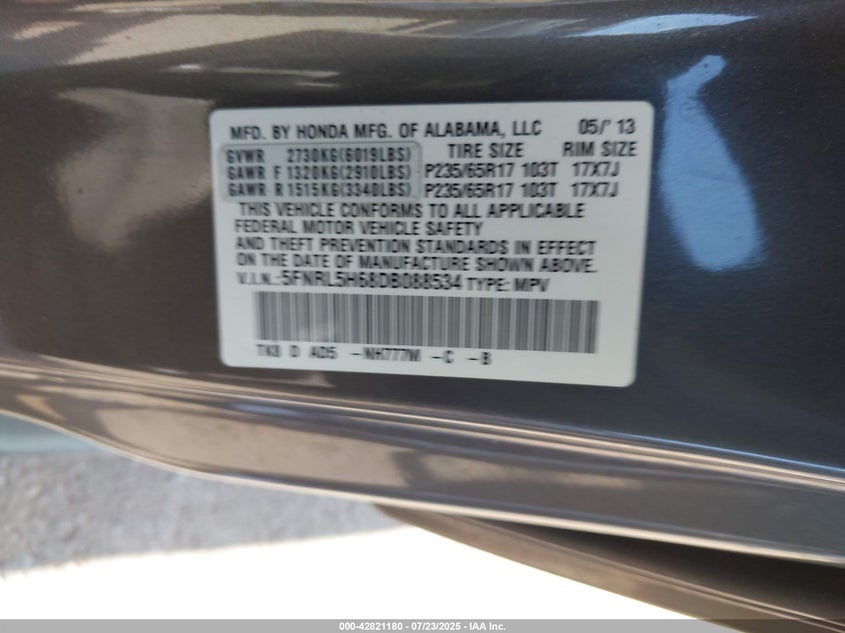 MFD. BY HONDA MFG. OF ALABAMA, LLC 05/'13
GVWR 2730KG(6019LBS) TIRE SIZE RIM SIZE
GAWR F 1320KG(2910LBS) P235/65R17 103T 17X7J
GAWR R 1515KG(3340LBS) P235/65R17 103T 17X7J
THIS VEHICLE CONFORMS TO ALL APPLICABLE
FEDERAL MOTOR VEHICLE SAFETY
AND THEFT PREVENTION STANDARDS IN EFFECT
ON THE DATE OF MANUFACTURE SHOWN ABOVE.
V.I.N.:5FNRL5H68DB088534 TYPE: MPV
TK8 D AD5 -NH777M -C -B
000-42821180 - 07/23/2025 - IAA Inc.